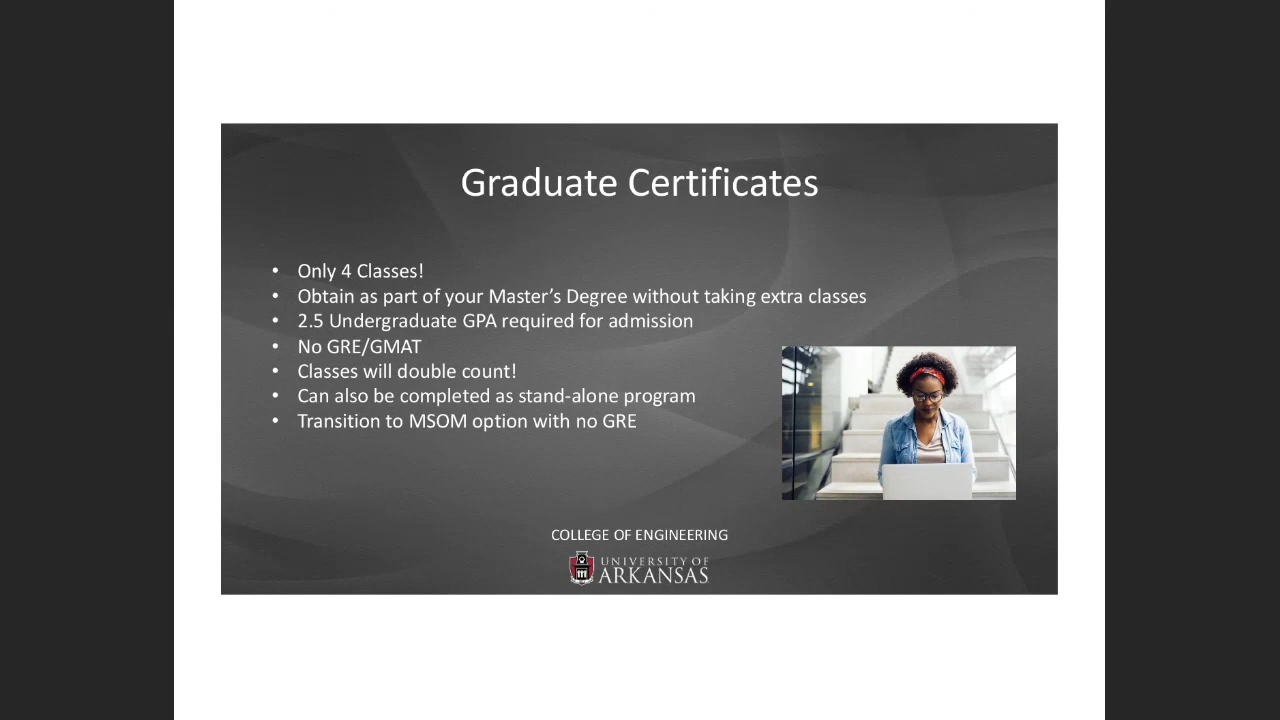 Graduate Certificates
• Only 4 Classes!
• Obtain as part of your Master’s Degree without taking extra classes
• 2.5 Undergraduate GPA required for admission
• No GRE/GMAT
• Classes will double count!
• Can also be completed as stand-alone program
• Transition to MSOM option with no GRE
COLLEGE OF ENGINEERING
UNIVERSITY OF
ARKANSAS